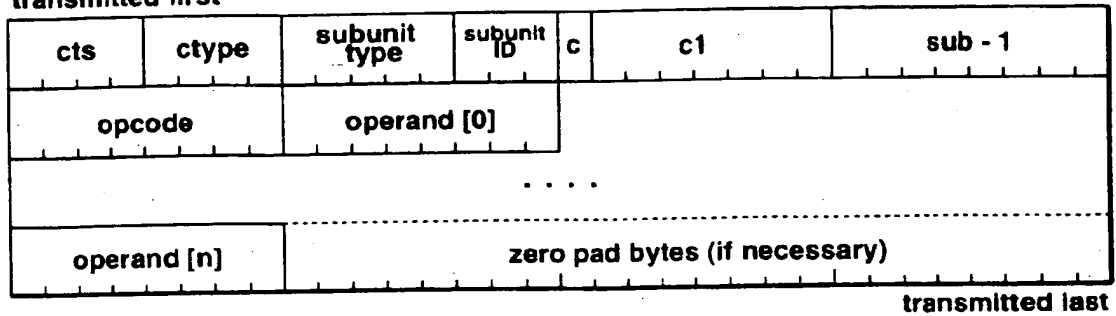 transmitted first
cts ctype subunit type subunit ID c c1 sub - 1
opcode operand [0]
. . . .
operand [n] zero pad bytes (if necessary)
transmitted last